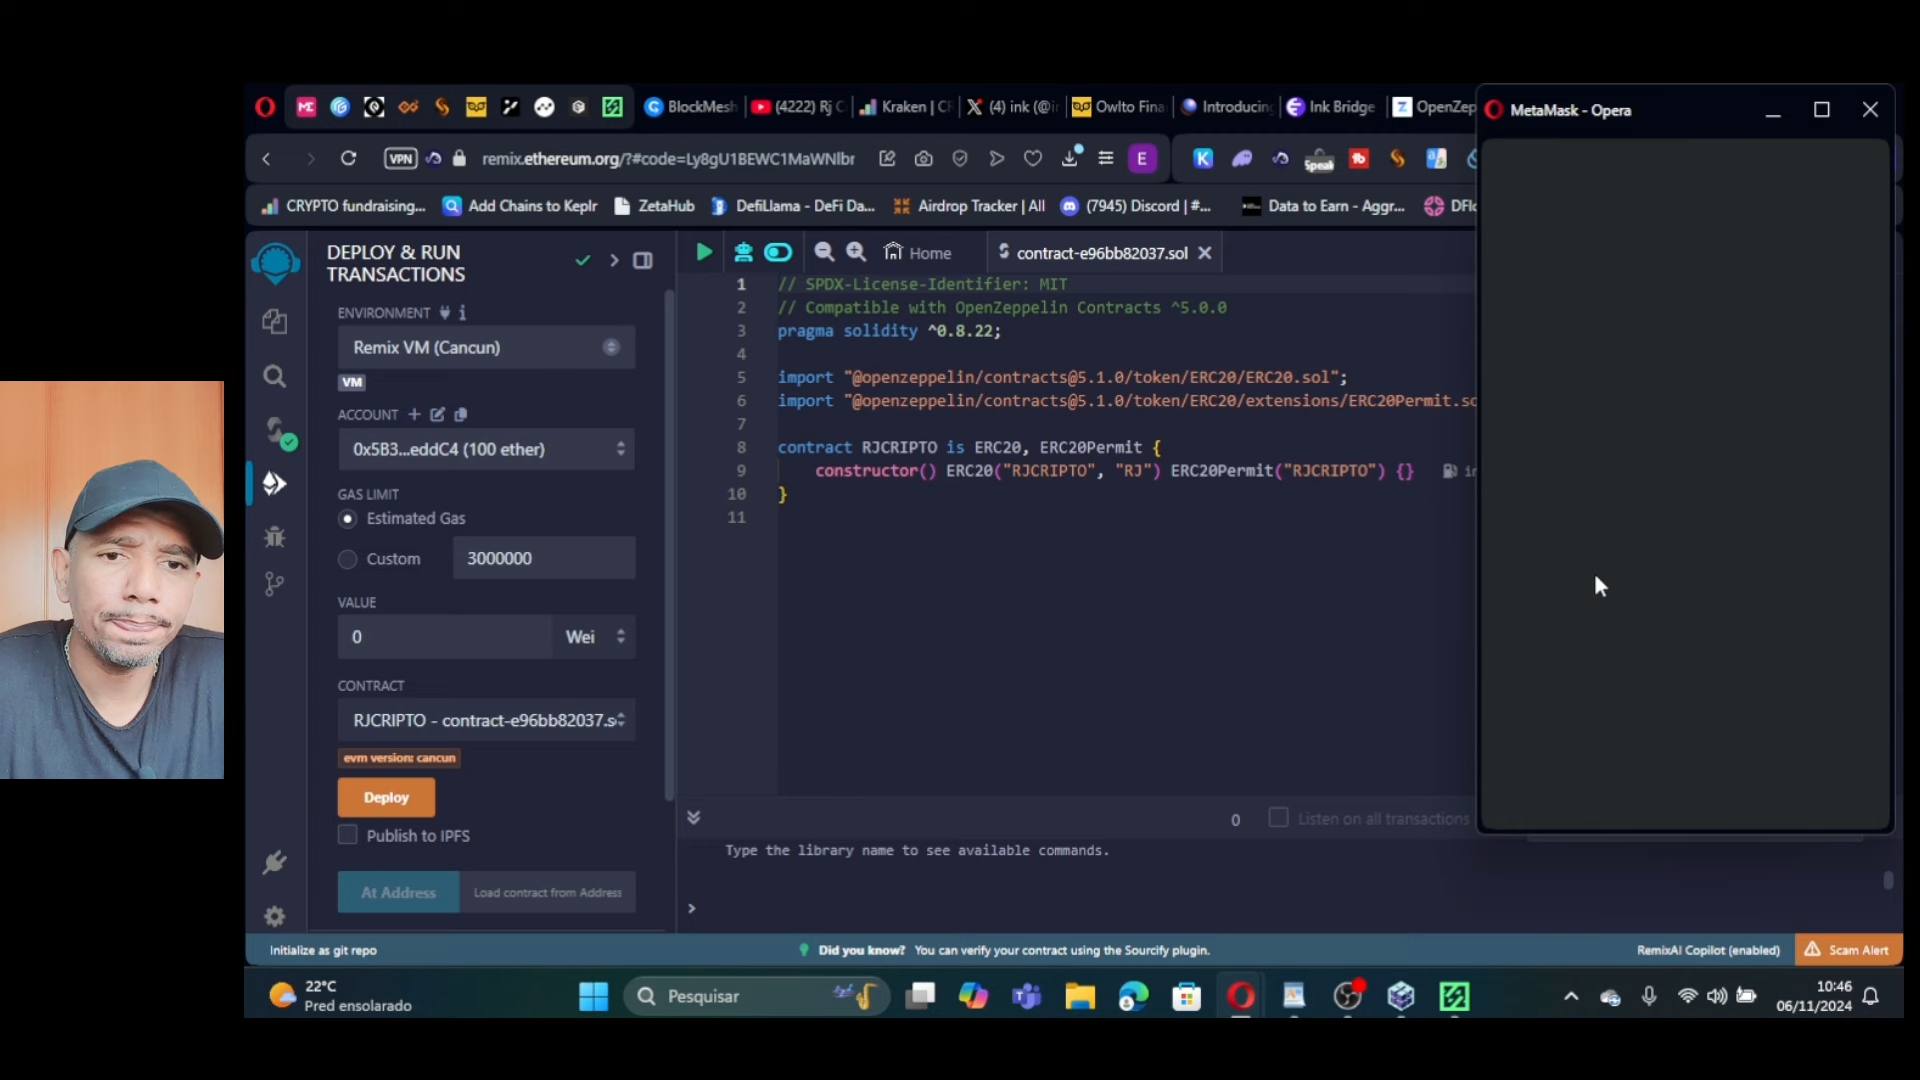 BlockMesh
(4222) Rj C
Kraken | CF
(4) ink (@i
Owlto Fina
Introducing
Ink Bridge
OpenZep
MetaMask - Opera
VPN
remix.ethereum.org/?#code=Ly8gU1BEWC1MaWNlbr
E
K
Speak
CRYPTO fundraising...
Add Chains to Keplr
ZetaHub
DefiLlama - DeFi Da...
Airdrop Tracker | All
(7945) Discord | #...
Data to Earn - Aggr...
DFlo
DEPLOY & RUN
TRANSACTIONS
ENVIRONMENT
Remix VM (Cancun)
VM
ACCOUNT
0x5B3...eddC4 (100 ether)
GAS LIMIT
Estimated Gas
Custom
3000000
VALUE
0
Wei
CONTRACT
RJCRIPTO - contract-e96bb82037.s
evm version: cancun
Deploy
Publish to IPFS
At Address
Load contract from Address
Home
contract-e96bb82037.sol
1 // SPDX-License-Identifier: MIT
2 // Compatible with OpenZeppelin Contracts ^5.0.0
3 pragma solidity ^0.8.22;
4
5 import "@openzeppelin/contracts@5.1.0/token/ERC20/ERC20.sol";
6 import "@openzeppelin/contracts@5.1.0/token/ERC20/extensions/ERC20Permit.so
7
8 contract RJCRIPTO is ERC20, ERC20Permit {
9 constructor() ERC20("RJCRIPTO", "RJ") ERC20Permit("RJCRIPTO") {} in
10 }
11
0
Listen on all transactions
Type the library name to see available commands.
>
Initialize as git repo
Did you know? You can verify your contract using the Sourcify plugin.
RemixAI Copilot (enabled)
Scam Alert
22°C
Pred ensolarado
Pesquisar
10:46
06/11/2024